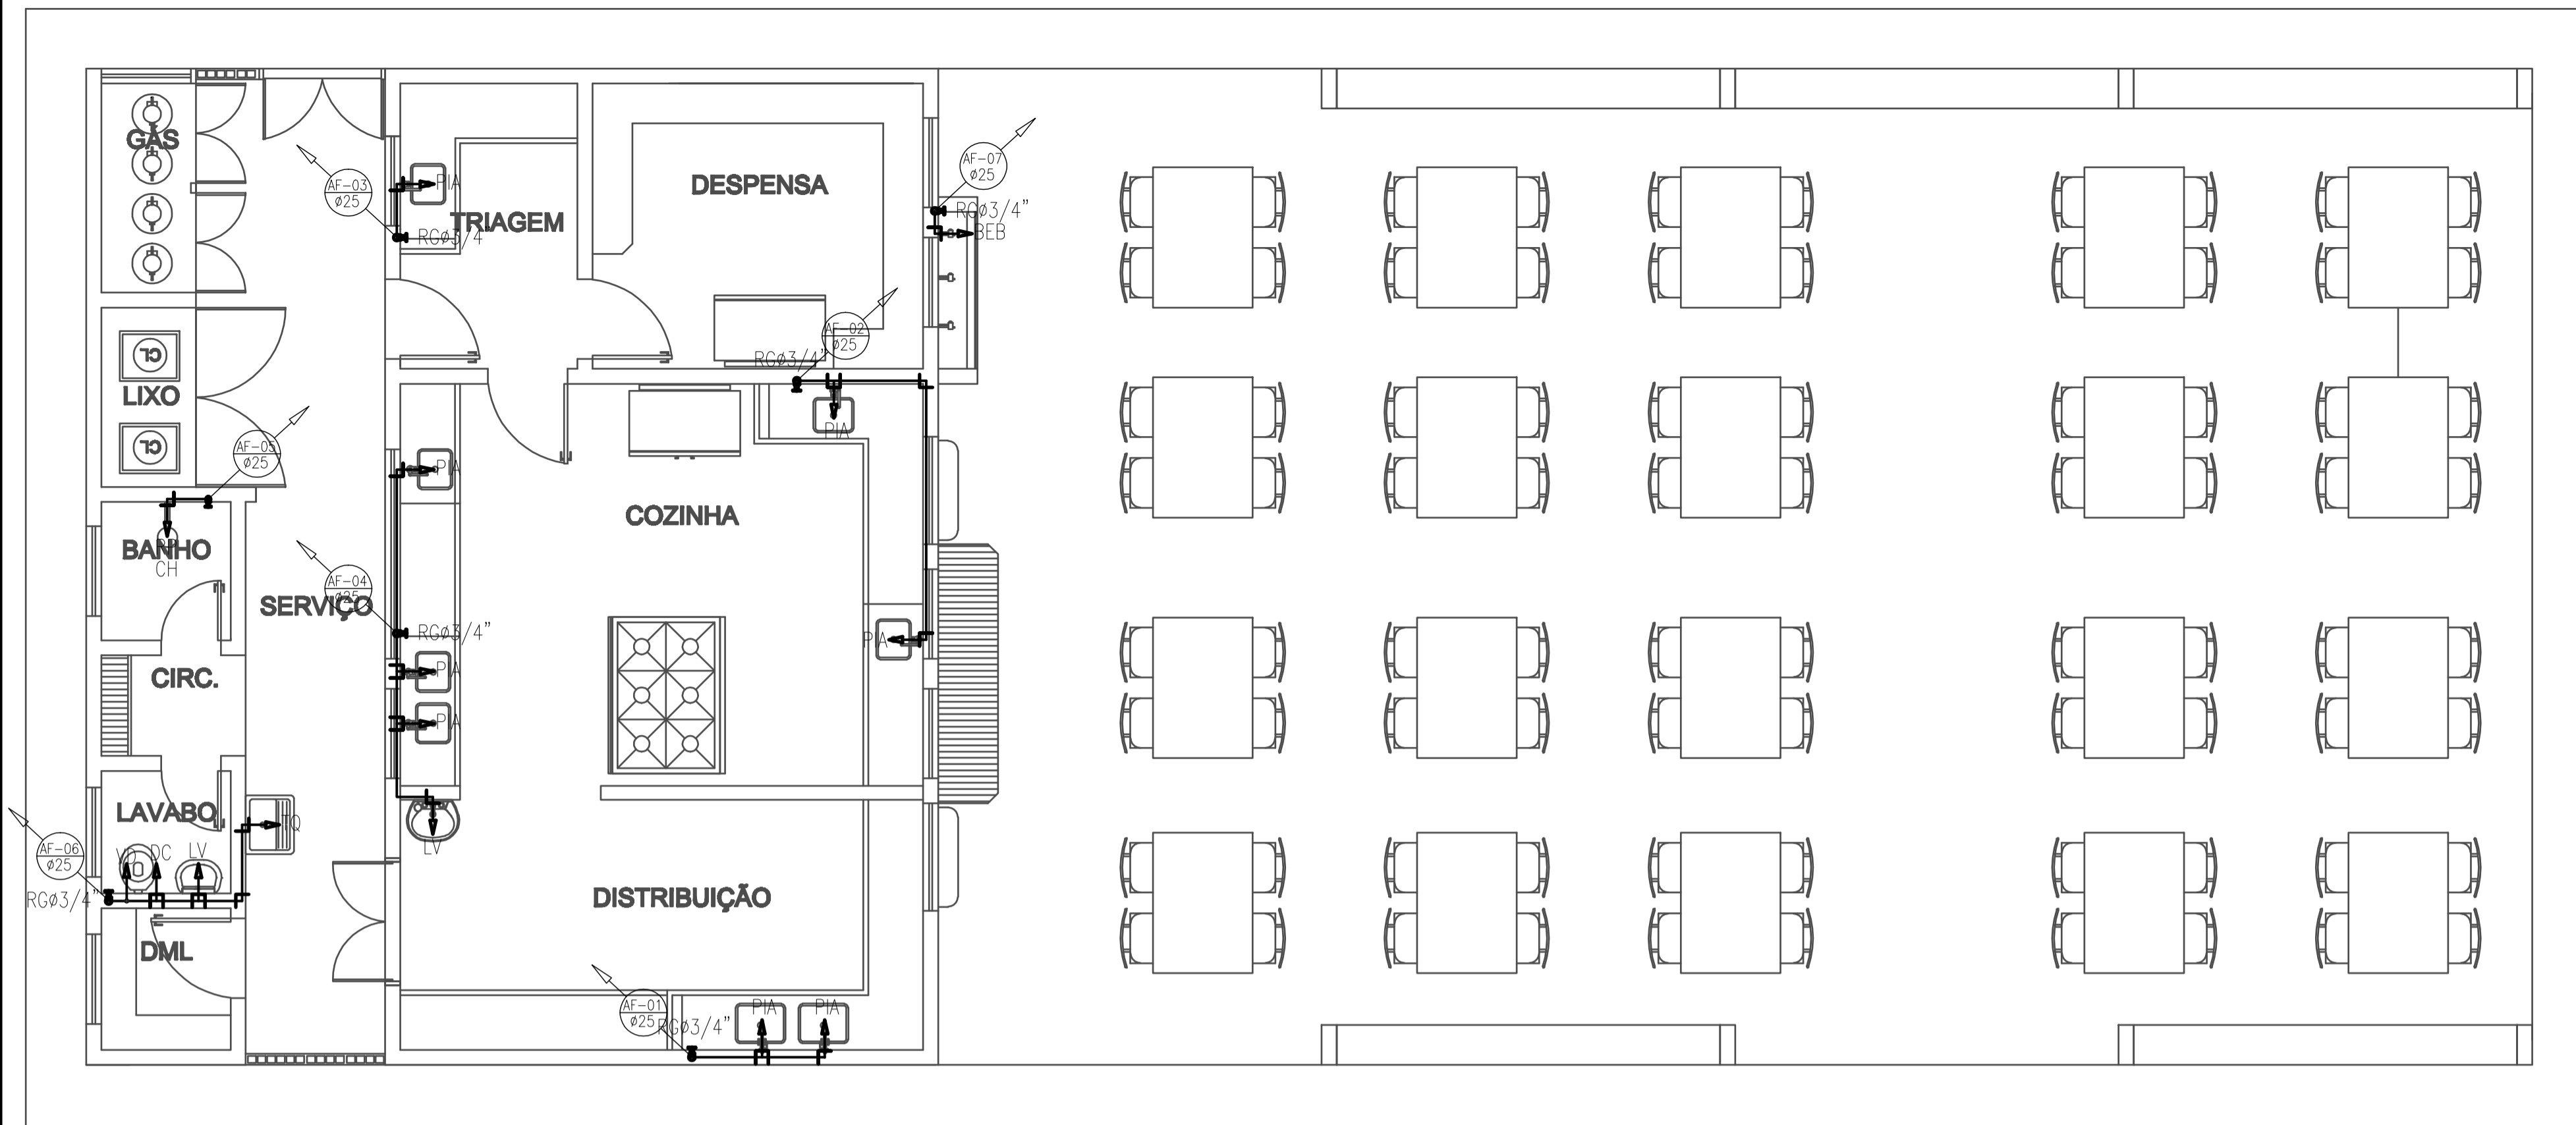 GÁS
AF-03
ø25
PIA
TRIAGEM
RGø3/4"
DESPENSA
AF-07
ø25
RGø3/4"
BEB
CL
LIXO
CL
AF-02
ø25
RGø3/4"
PIA
AF-05
ø25
PIA
COZINHA
BANHO
CH
AF-04
ø25
SERVIÇO
RGø3/4"
PIA
PIA
CIRC.
PIA
LAVABO
TQ
LV
AF-06
ø25
VD
DC
LV
RGø3/4"
DISTRIBUIÇÃO
DML
AF-01
ø25
RGø3/4"
PIA
PIA